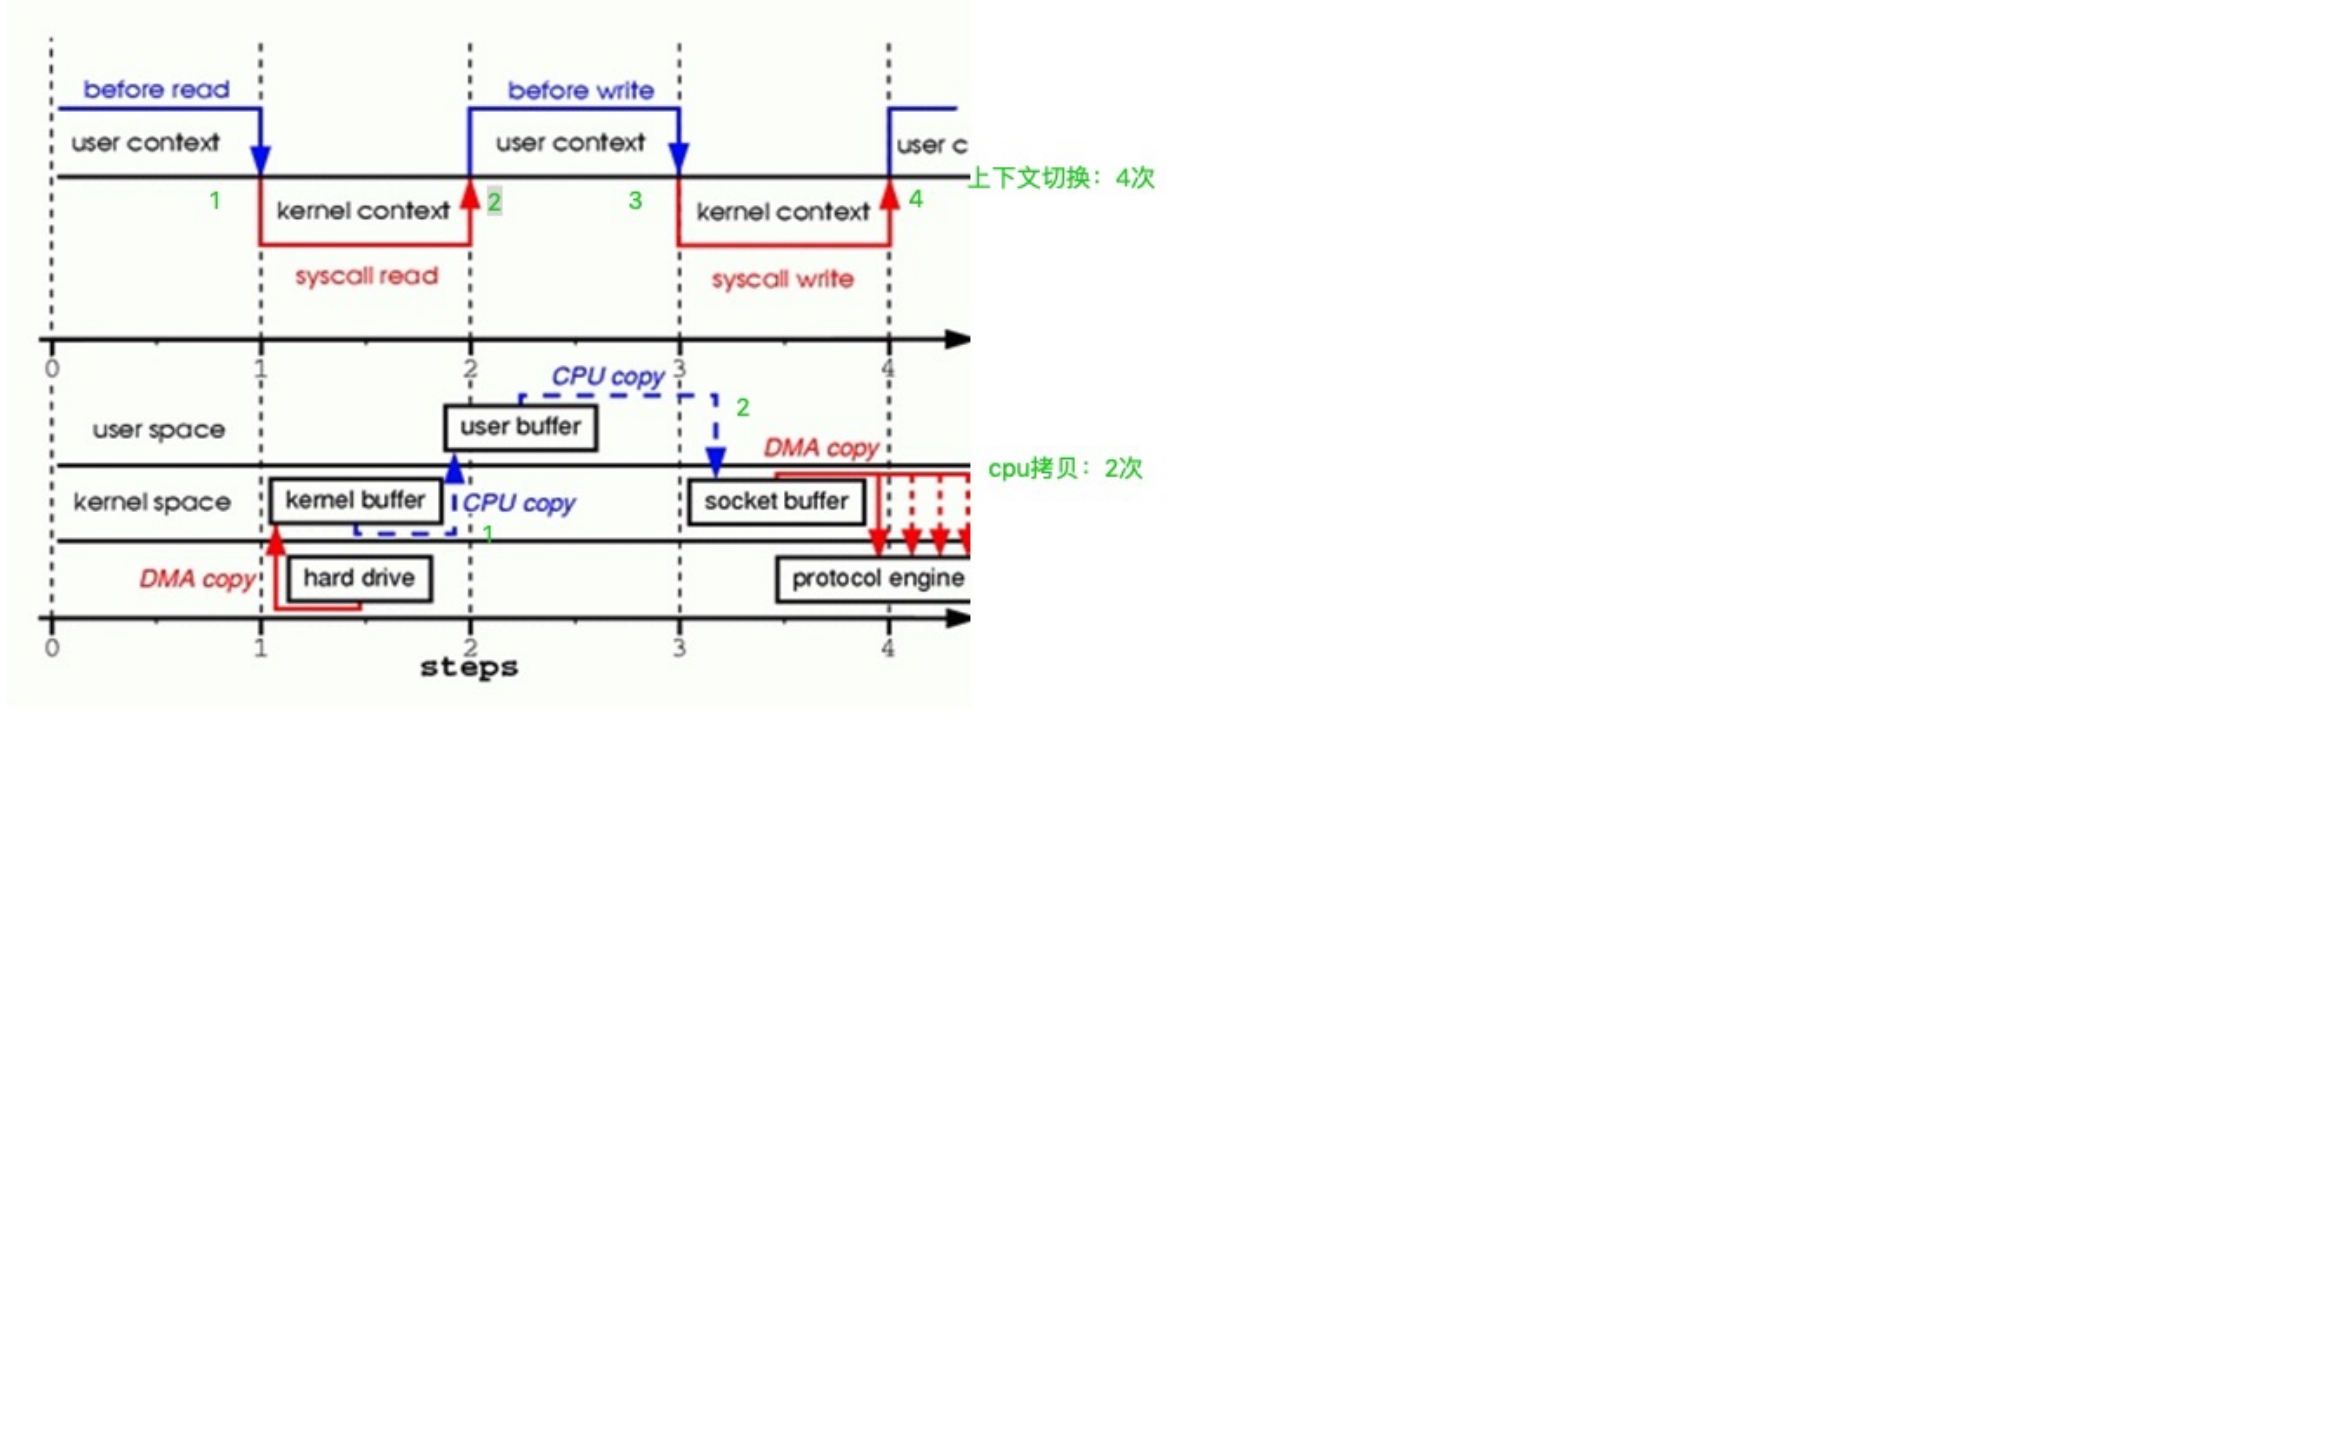 before read
before write
user context
user context
user c
上下文切换：4次
1
kernel context
2
3
kernel context
4
syscall read
syscall write
0
1
2
3
4
CPU copy
2
user space
user buffer
DMA copy
cpu拷贝：2次
kernel space
kernel buffer
CPU copy
socket buffer
1
DMA copy
hard drive
protocol engine
0
1
2
3
4
steps